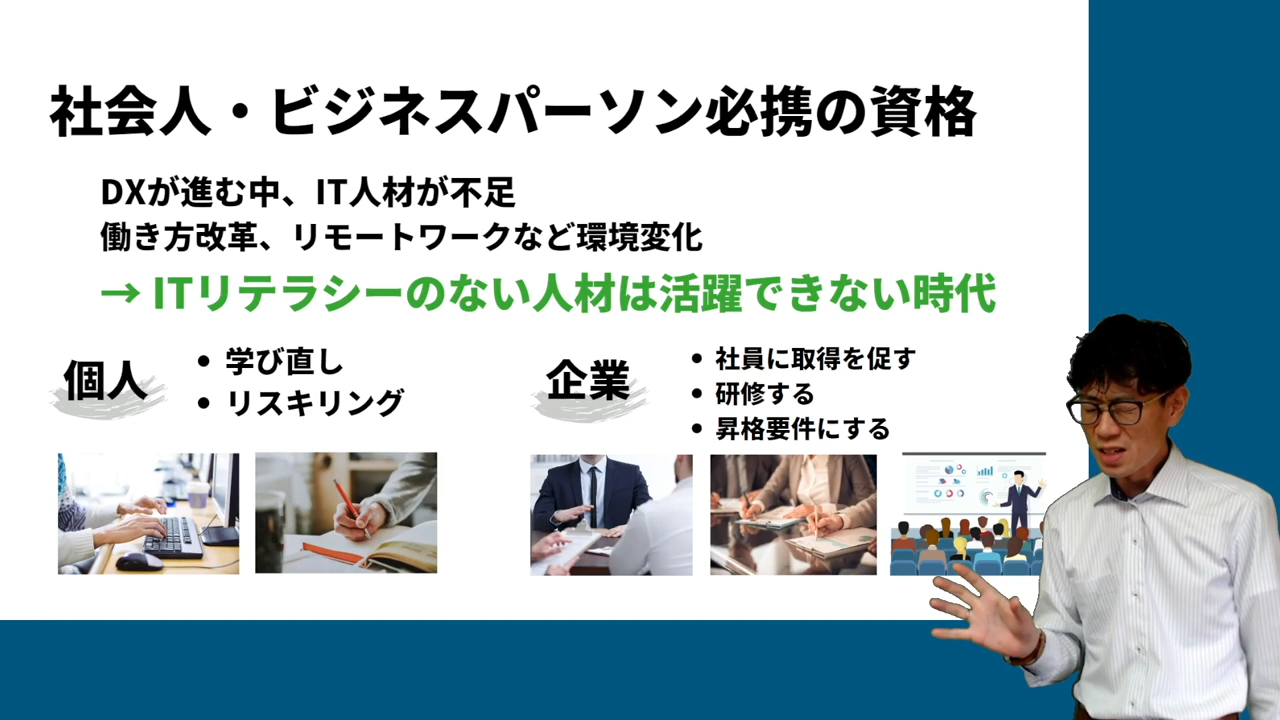 社会人・ビジネスパーソン必携の資格
DXが進む中、IT人材が不足
働き方改革、リモートワークなど環境変化
→ ITリテラシーのない人材は活躍できない時代
個人
• 学び直し
• リスキリング
企業
• 社員に取得を促す
• 研修する
• 昇格要件にする